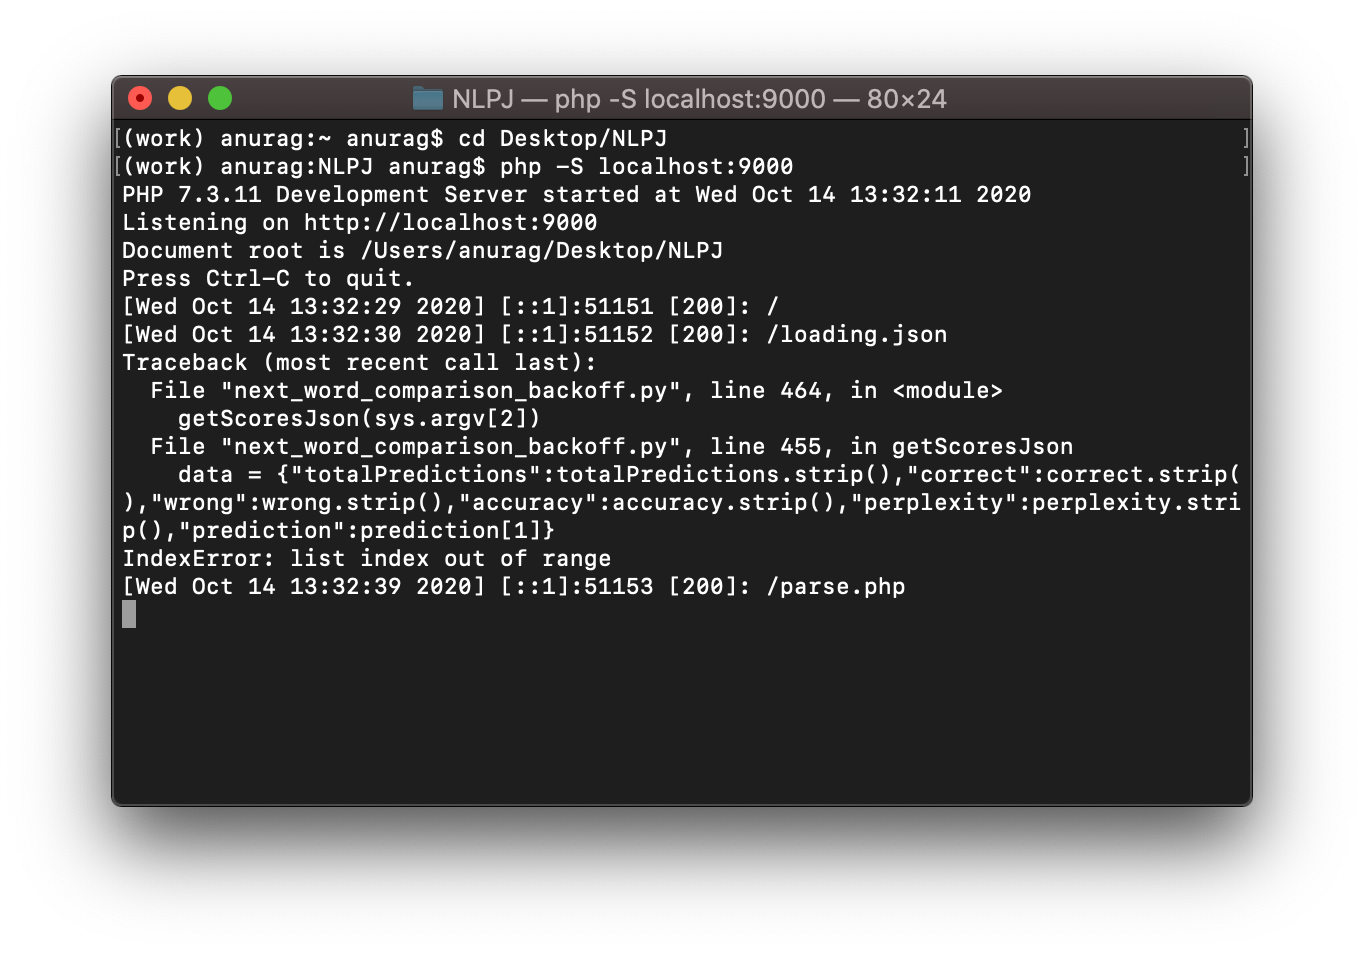 NLPJ — php -S localhost:9000 — 80×24
[(work) anurag:~ anurag$ cd Desktop/NLPJ ]
[(work) anurag:NLPJ anurag$ php -S localhost:9000 ]
PHP 7.3.11 Development Server started at Wed Oct 14 13:32:11 2020
Listening on http://localhost:9000
Document root is /Users/anurag/Desktop/NLPJ
Press Ctrl-C to quit.
[Wed Oct 14 13:32:29 2020] [::1]:51151 [200]: /
[Wed Oct 14 13:32:30 2020] [::1]:51152 [200]: /loading.json
Traceback (most recent call last):
  File "next_word_comparison_backoff.py", line 464, in <module>
    getScoresJson(sys.argv[2])
  File "next_word_comparison_backoff.py", line 455, in getScoresJson
    data = {"totalPredictions":totalPredictions.strip(),"correct":correct.strip(
),"wrong":wrong.strip(),"accuracy":accuracy.strip(),"perplexity":perplexity.stri
p(),"prediction":prediction[1]}
IndexError: list index out of range
[Wed Oct 14 13:32:39 2020] [::1]:51153 [200]: /parse.php